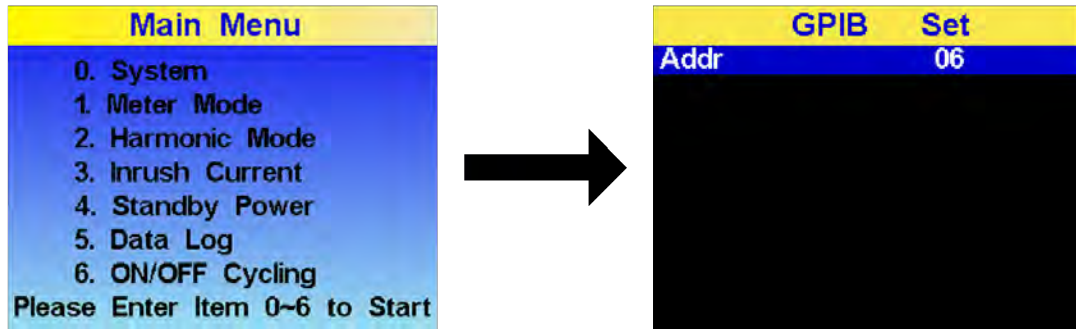 Main Menu
0. System
1. Meter Mode
2. Harmonic Mode
3. Inrush Current
4. Standby Power
5. Data Log
6. ON/OFF Cycling
Please Enter Item 0~6 to Start
GPIB Set
Addr 06